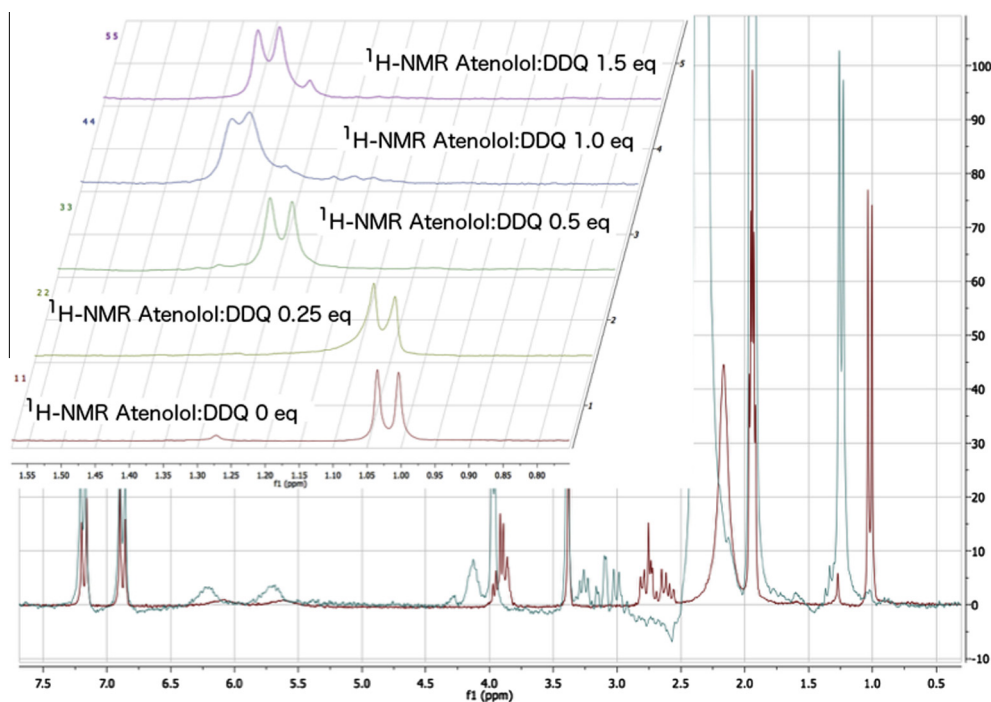 5 5
¹H-NMR Atenolol:DDQ 1.5 eq
5
4 4
¹H-NMR Atenolol:DDQ 1.0 eq
4
3 3
¹H-NMR Atenolol:DDQ 0.5 eq
3
2 2
¹H-NMR Atenolol:DDQ 0.25 eq
2
1 1
¹H-NMR Atenolol:DDQ 0 eq
1
1.55 1.50 1.45 1.40 1.35 1.30 1.25 1.20 1.15 1.10 1.05 1.00 0.95 0.90 0.85 0.80
f1 (ppm)
100
90
80
70
60
50
40
30
20
10
0
-10
7.5 7.0 6.5 6.0 5.5 5.0 4.5 4.0 3.5 3.0 2.5 2.0 1.5 1.0 0.5
f1 (ppm)